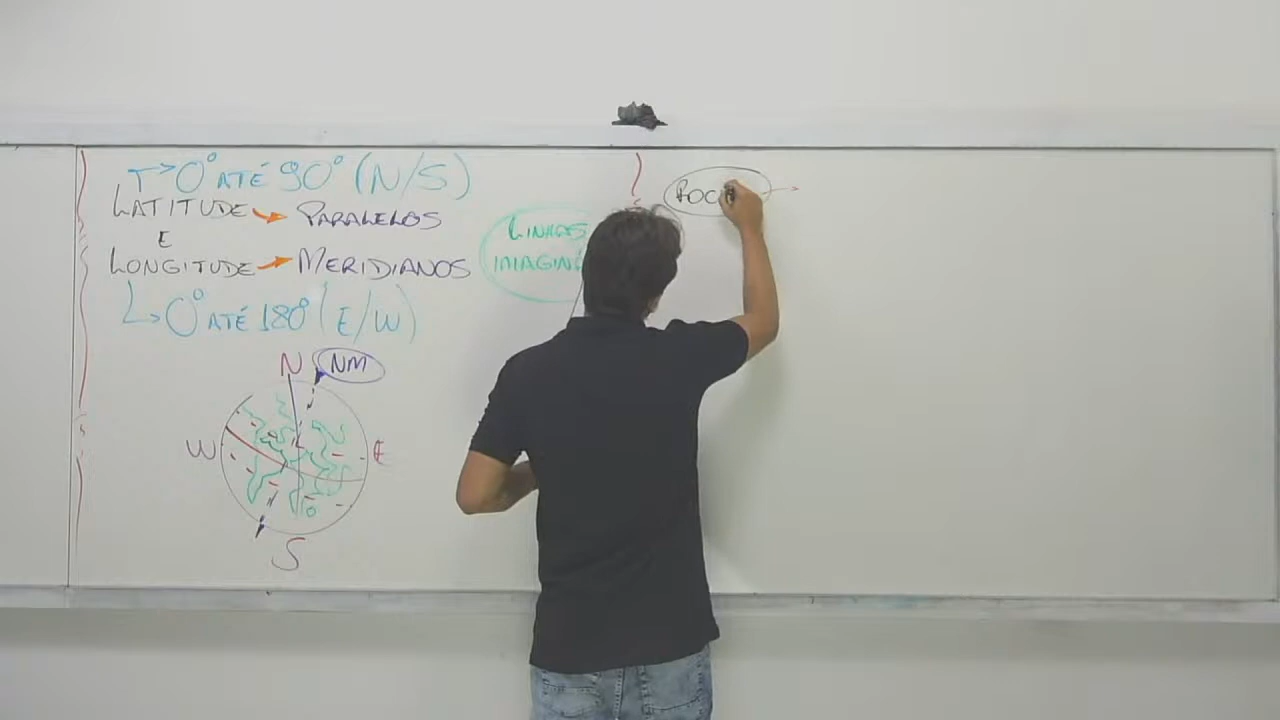 0° ATÉ 90° (N/S)
LATITUDE → PARALELOS
E
LONGITUDE → MERIDIANOS
0° ATÉ 180° (E/W)
LINHAS
N NM
W E
S